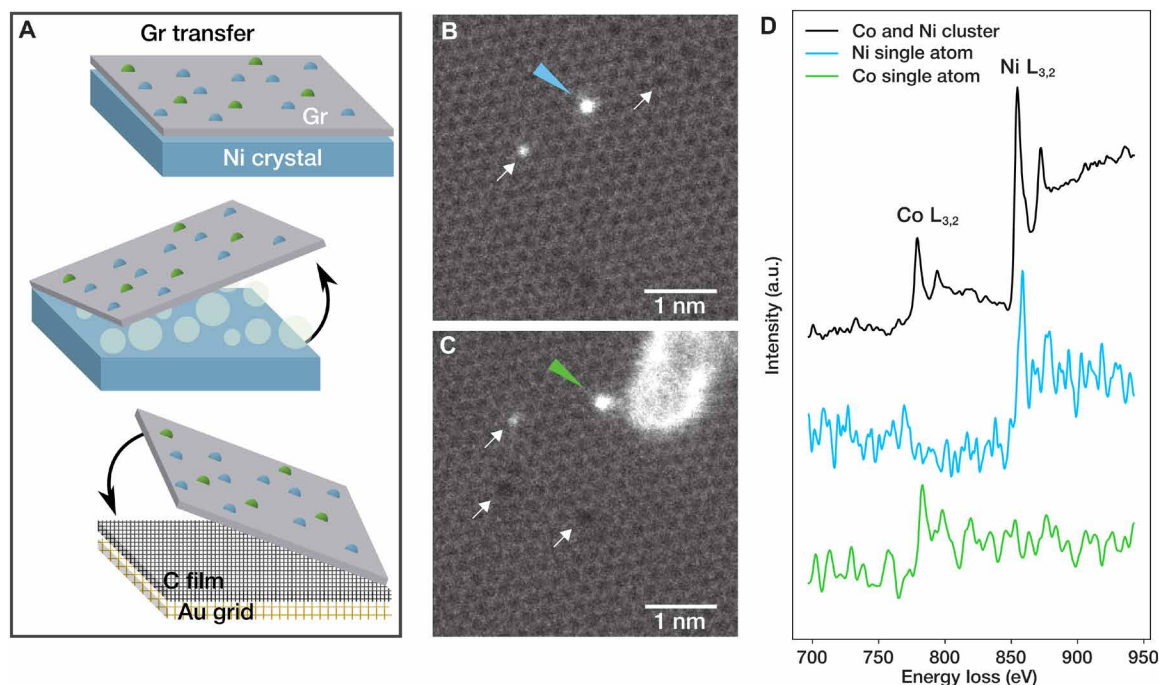 A
Gr transfer
Gr
Ni crystal
C film
Au grid
B
1 nm
C
1 nm
D
Co and Ni cluster
Ni single atom
Co single atom
Ni L3,2
Co L3,2
Intensity (a.u.)
700 750 800 850 900 950
Energy loss (eV)